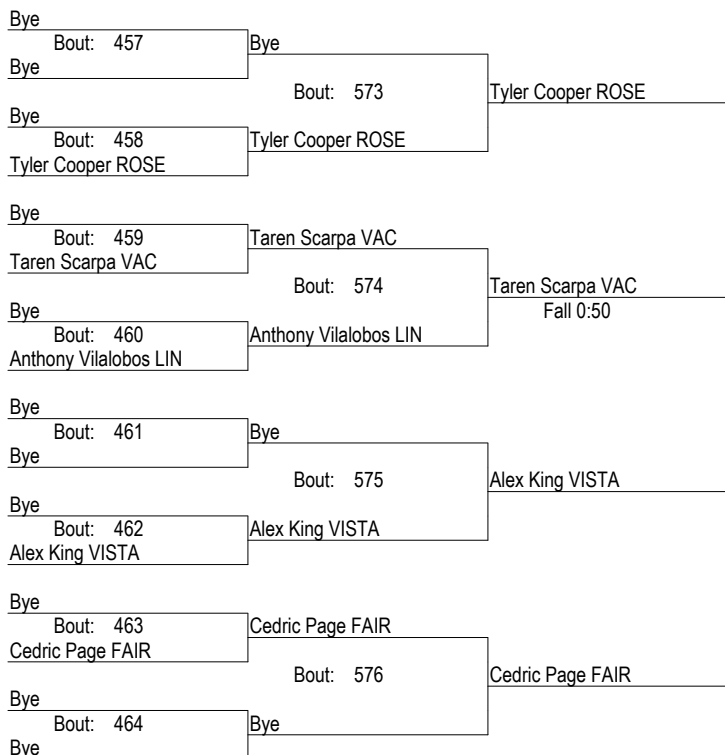 Bye
Bout: 457 Bye
Bye
Bout: 573 Tyler Cooper ROSE
Bye
Bout: 458 Tyler Cooper ROSE
Tyler Cooper ROSE
Bye
Bout: 459 Taren Scarpa VAC
Taren Scarpa VAC
Bout: 574 Taren Scarpa VAC
Bye Fall 0:50
Bout: 460 Anthony Vilalobos LIN
Anthony Vilalobos LIN
Bye
Bout: 461 Bye
Bye
Bout: 575 Alex King VISTA
Bye
Bout: 462 Alex King VISTA
Alex King VISTA
Bye
Bout: 463 Cedric Page FAIR
Cedric Page FAIR
Bout: 576 Cedric Page FAIR
Bye
Bout: 464 Bye
Bye